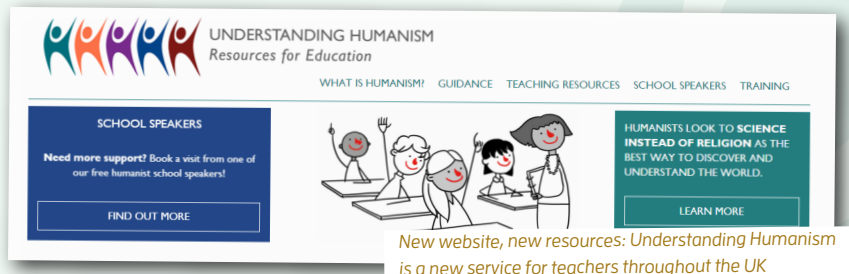 UNDERSTANDING HUMANISM
Resources for Education
WHAT IS HUMANISM? GUIDANCE TEACHING RESOURCES SCHOOL SPEAKERS TRAINING
SCHOOL SPEAKERS
Need more support? Book a visit from one of
our free humanist school speakers!
FIND OUT MORE
HUMANISTS LOOK TO SCIENCE
INSTEAD OF RELIGION AS THE
BEST WAY TO DISCOVER AND
UNDERSTAND THE WORLD.
LEARN MORE
New website, new resources: Understanding Humanism
is a new service for teachers throughout the UK